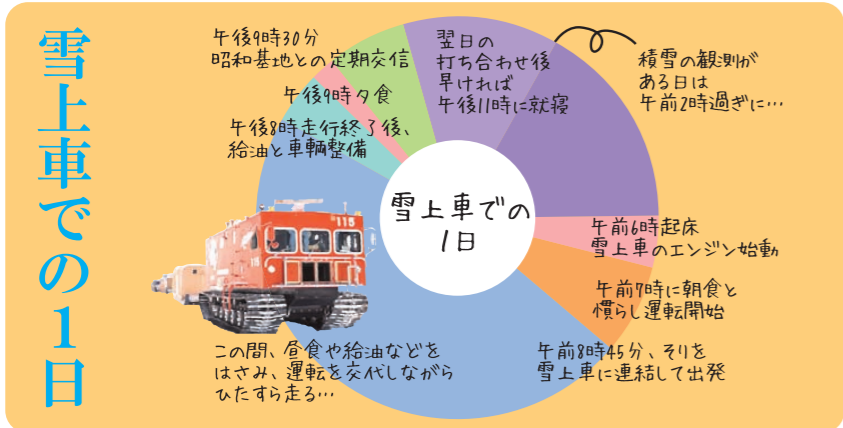 雪上車での1日
午後9時30分
昭和基地との定期交信
午後9時夕食
午後8時走行終了後、
給油と車輌整備
翌日の
打ち合わせ後
早ければ
午後11時に就寝
積雪の観測が
ある日は
午前2時過ぎに…
雪上車での
1日
115
115
午前6時起床
雪上車のエンジン始動
午前7時に朝食と
慣らし運転開始
午前8時45分、そりを
雪上車に連結して出発
この間、昼食や給油などを
はさみ、運転を交代しながら
ひたすら走る…